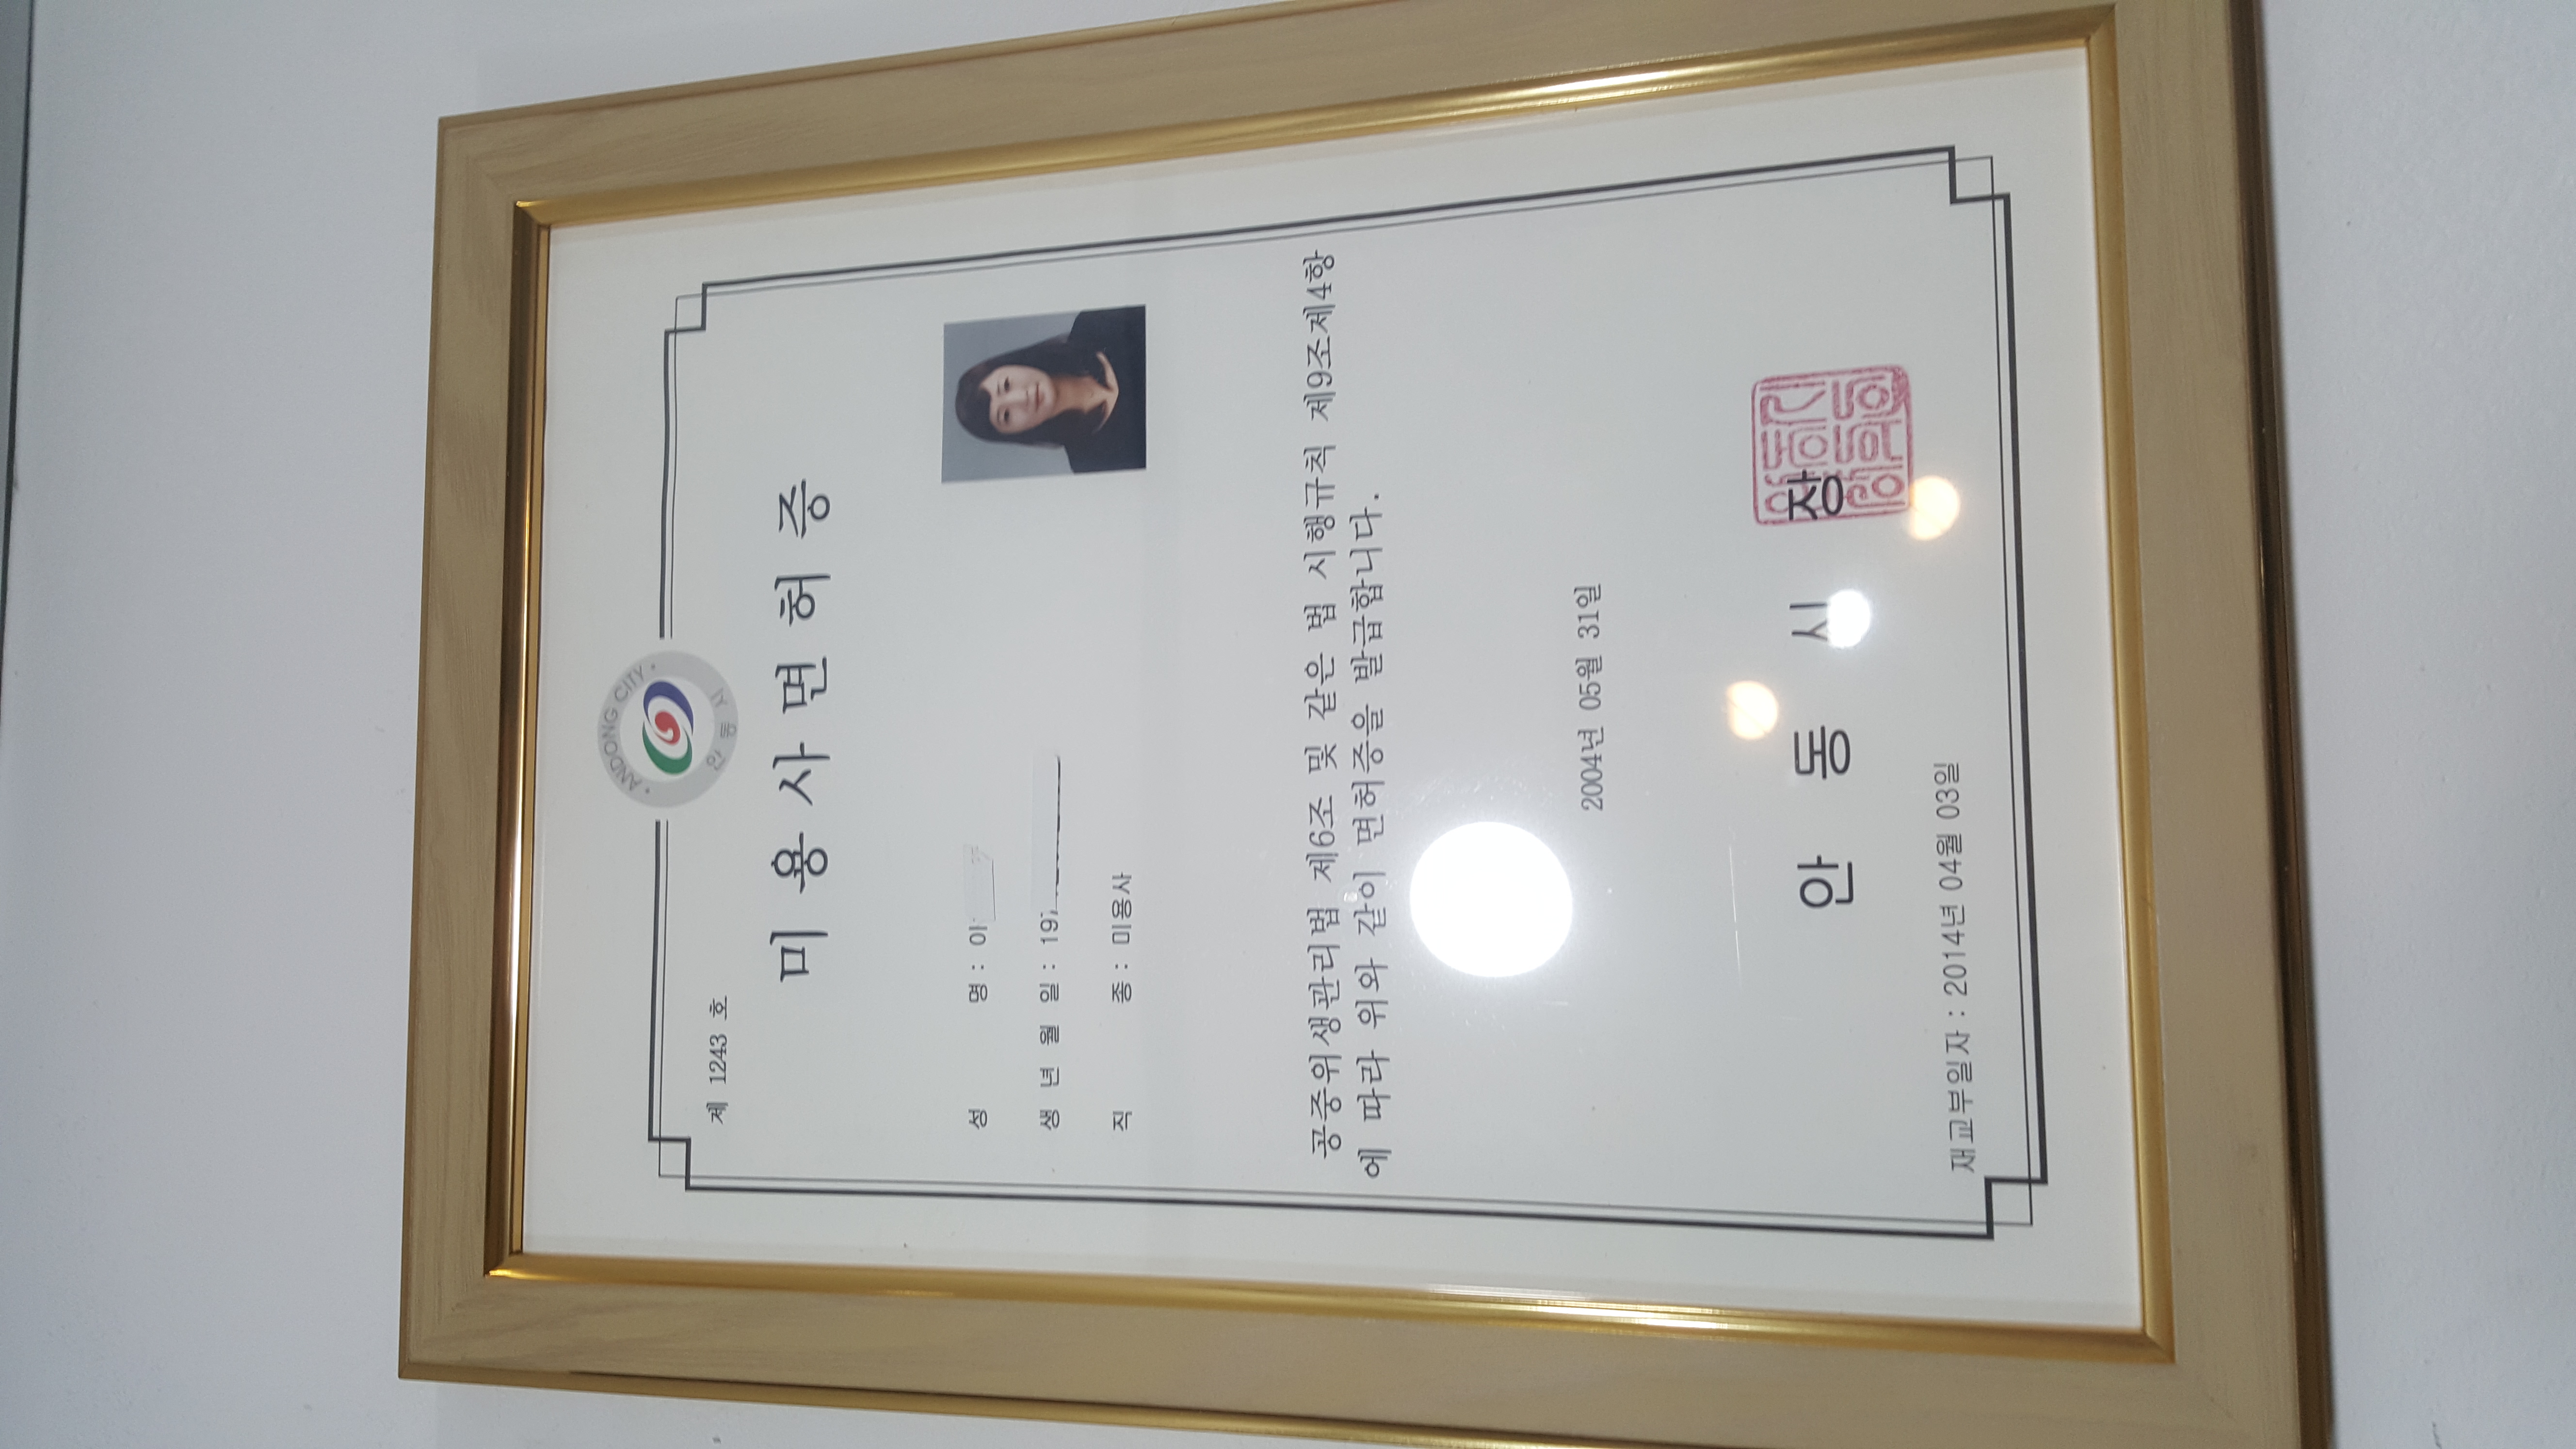 ANDONG CITY
안동시
제 1243 호
미용사면허증
성 명 : 이
생 년 월 일 : 197
직 종 : 미용사
공중위생관리법 제6조 및 같은 법 시행규칙 제9조제4항
에 따라 위와 같이 면허증을 발급합니다.
2004년 05월 31일
안 동 시 장
재교부일자 : 2014년 04월 03일